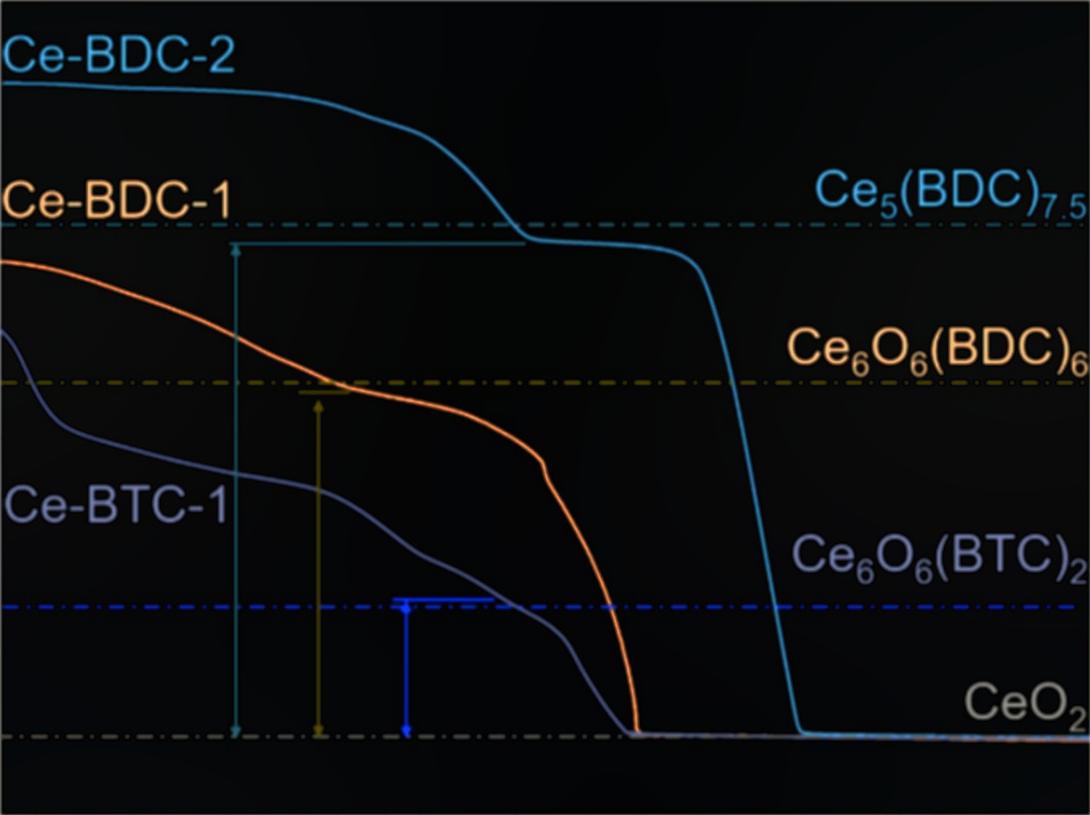 Ce-BDC-2
Ce₅(BDC)₇.₅
Ce-BDC-1
Ce₆O₆(BDC)₆
Ce-BTC-1
Ce₆O₆(BTC)₂
CeO₂